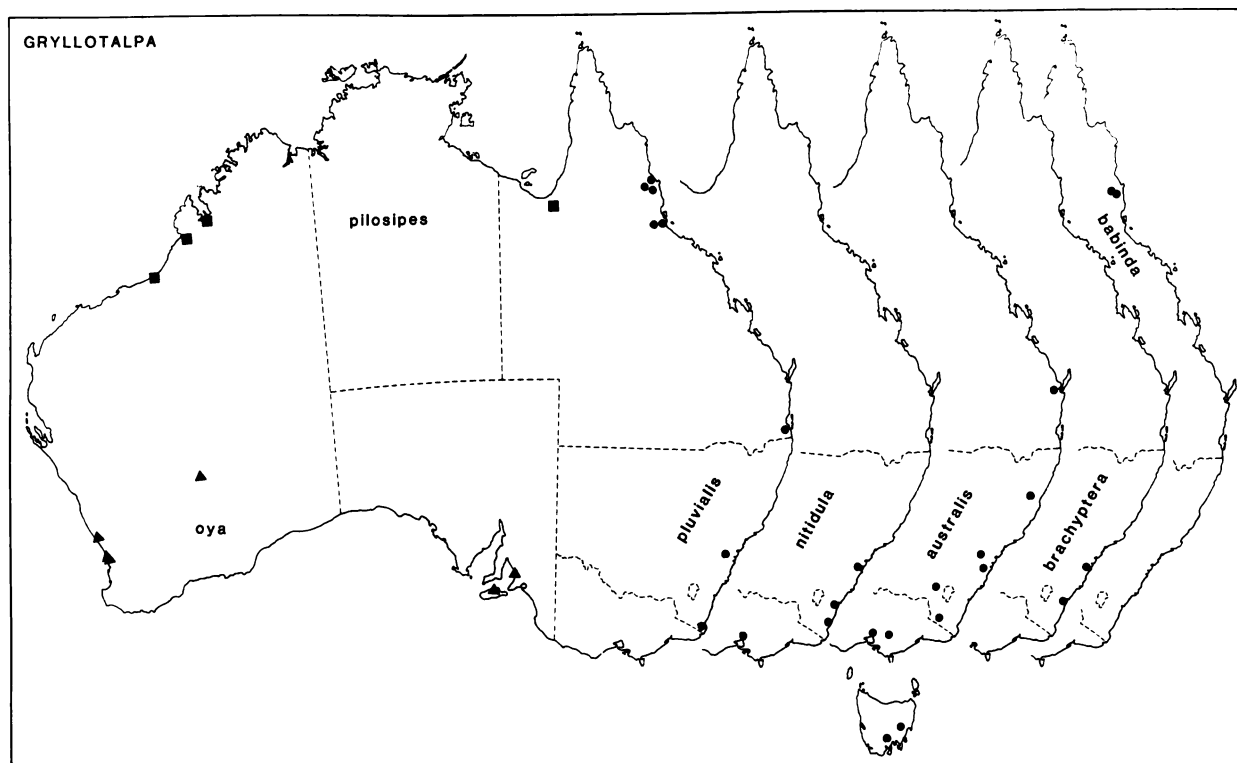 GRYLLOTALPA
pilosipes
babinda
oya
pluvialis
nitidula
australis
brachyptera